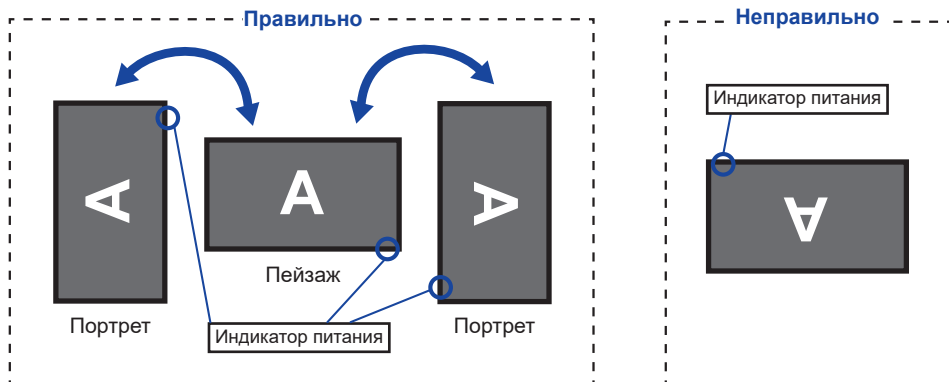 Правильно
Неправильно
Индикатор питания
A
A
A
A
Пейзаж
Портрет
Портрет
Индикатор питания